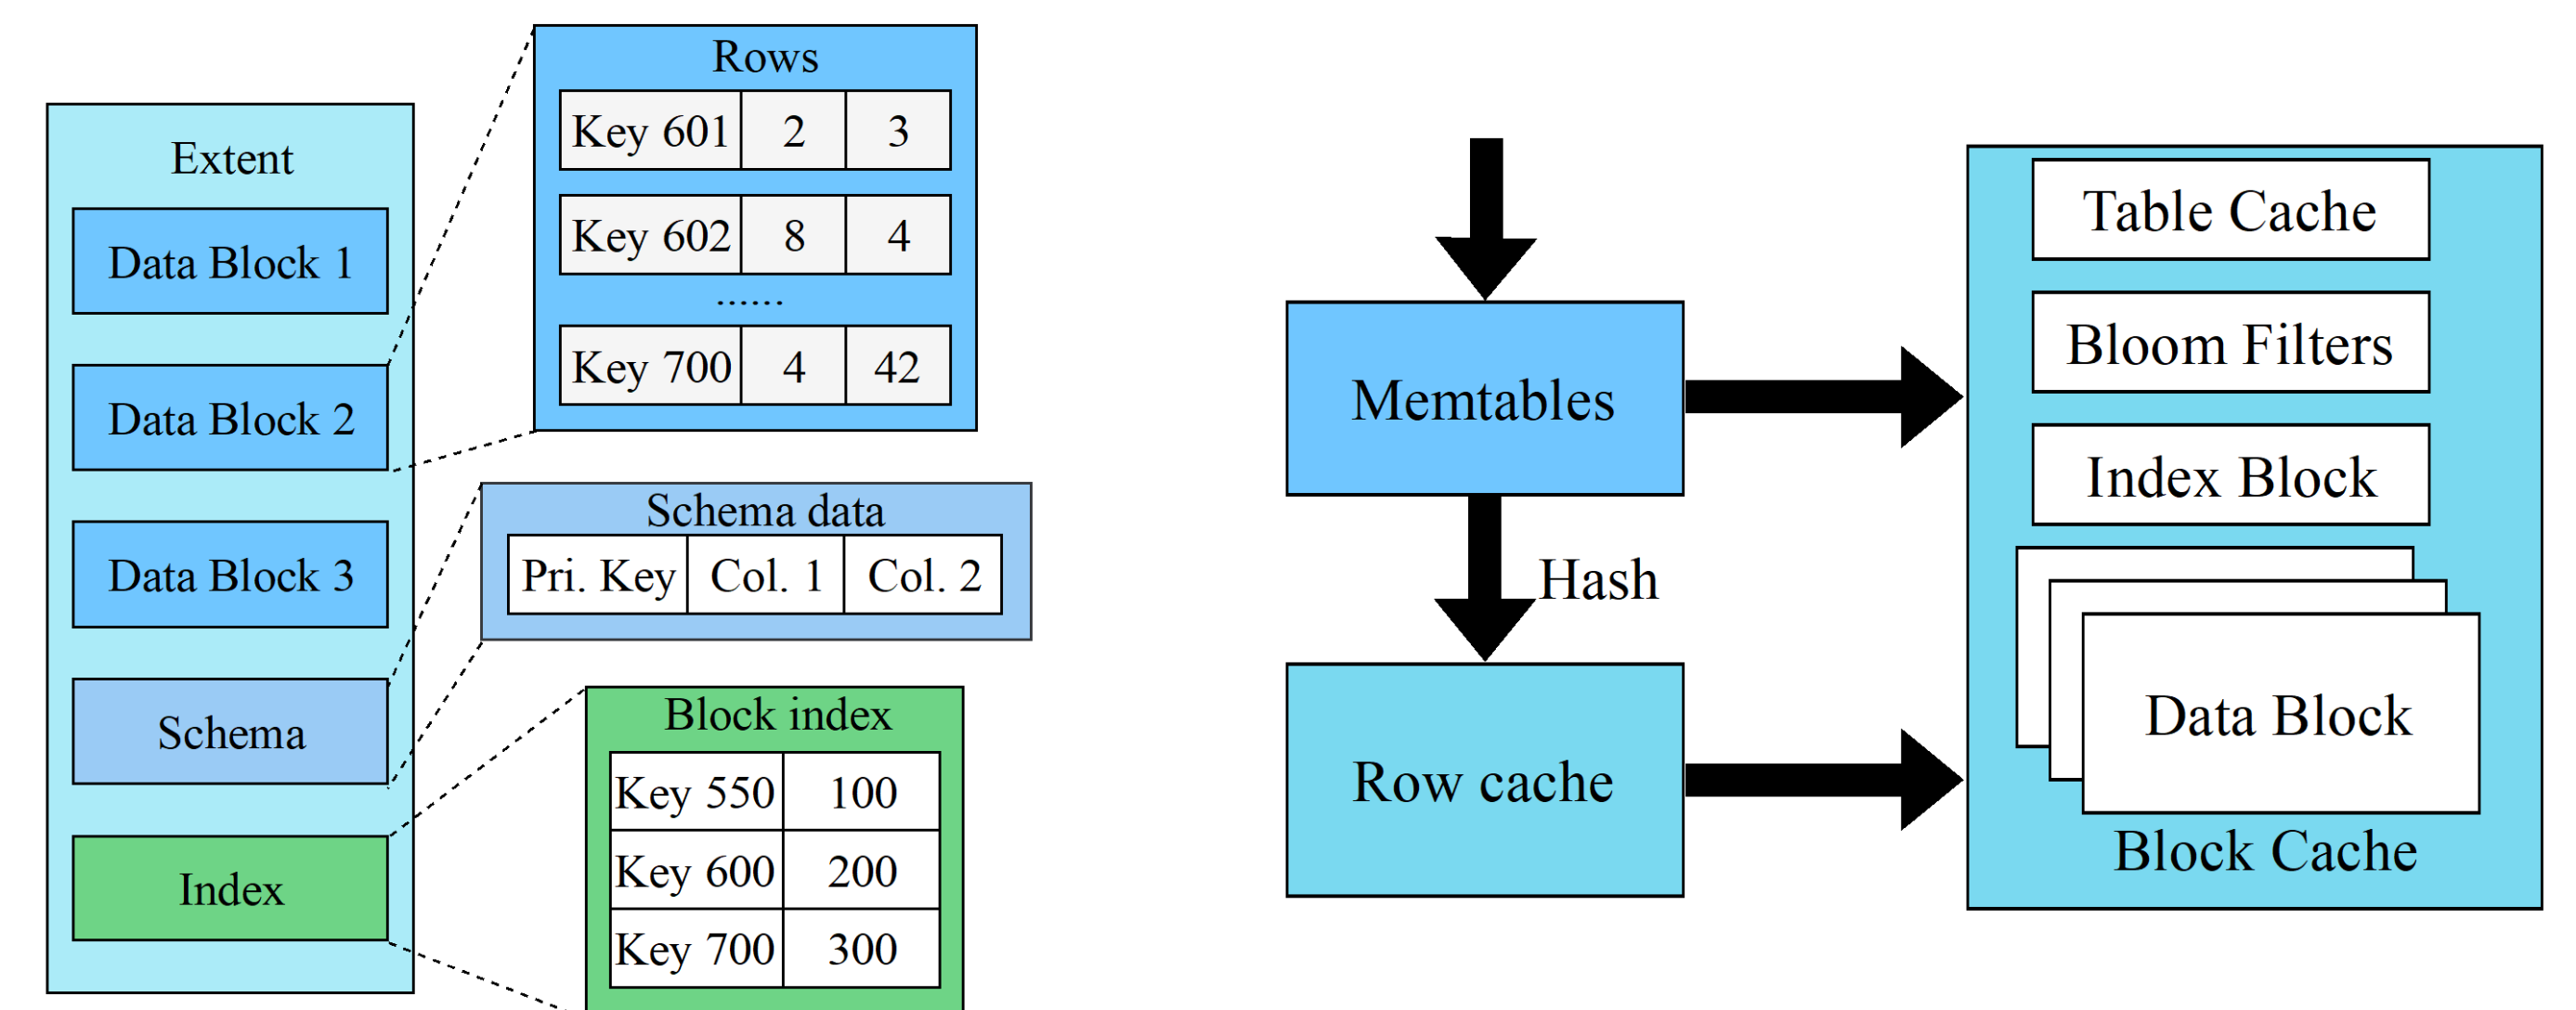 Extent
Data Block 1
Data Block 2
Data Block 3
Schema
Index
Rows
Key 601 2 3
Key 602 8 4
......
Key 700 4 42
Schema data
Pri. Key Col. 1 Col. 2
Block index
Key 550 100
Key 600 200
Key 700 300
Memtables
Hash
Row cache
Table Cache
Bloom Filters
Index Block
Data Block
Block Cache